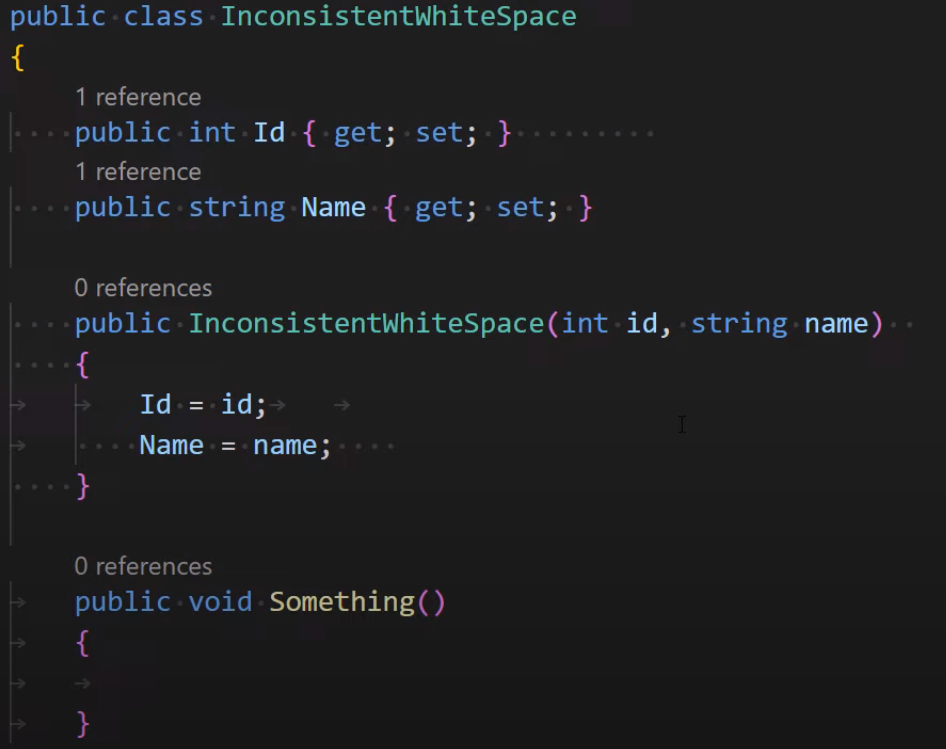 public class InconsistentWhiteSpace
{
1 reference
public int Id { get; set; }
1 reference
public string Name { get; set; }
0 references
public InconsistentWhiteSpace(int id, string name)
{
Id = id;
Name = name;
}
0 references
public void Something()
{
}